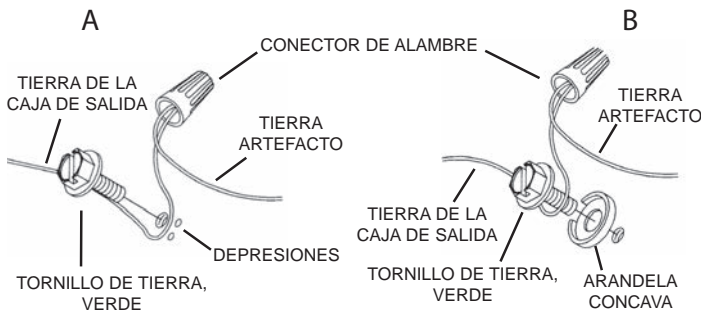 A
B
CONECTOR DE ALAMBRE
TIERRA DE LA
CAJA DE SALIDA
TIERRA
ARTEFACTO
DEPRESIONES
TORNILLO DE TIERRA,
VERDE
TIERRA
ARTEFACTO
TIERRA DE LA
CAJA DE SALIDA
TORNILLO DE TIERRA,
VERDE
ARANDELA
CONCAVA